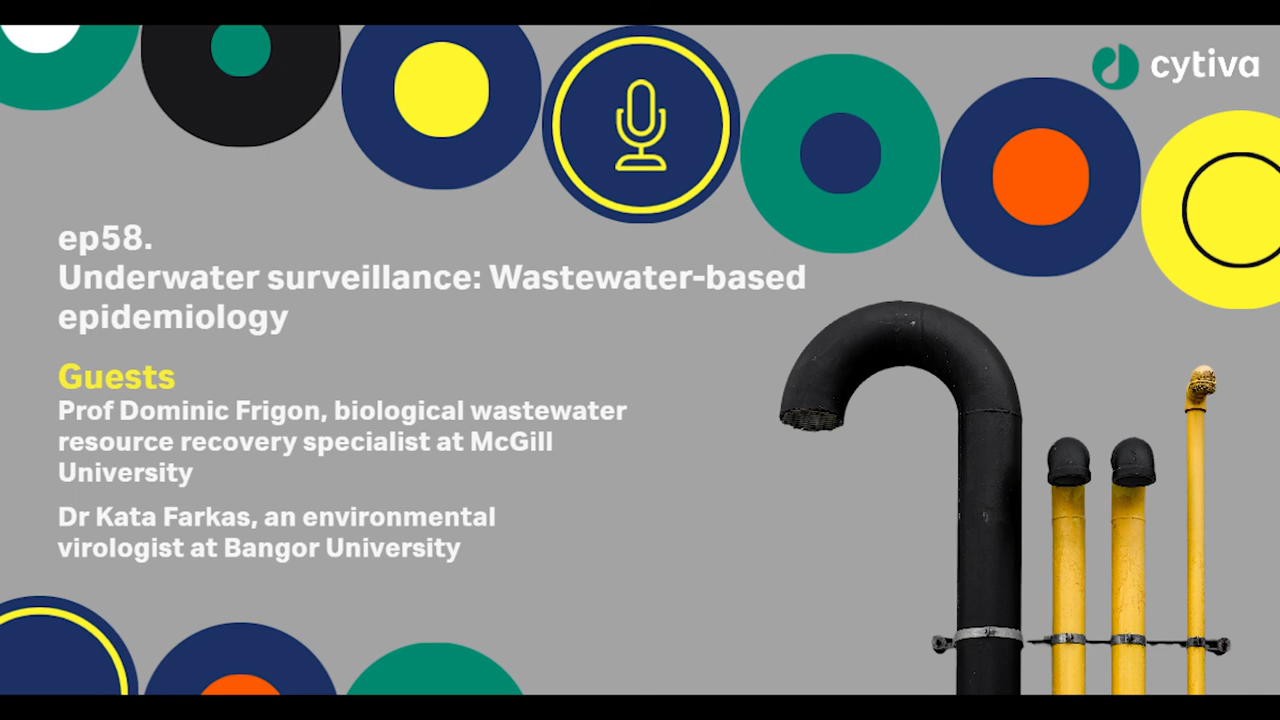 cytiva
ep58.
Underwater surveillance: Wastewater-based
epidemiology
Guests
Prof Dominic Frigon, biological wastewater
resource recovery specialist at McGill
University
Dr Kata Farkas, an environmental
virologist at Bangor University